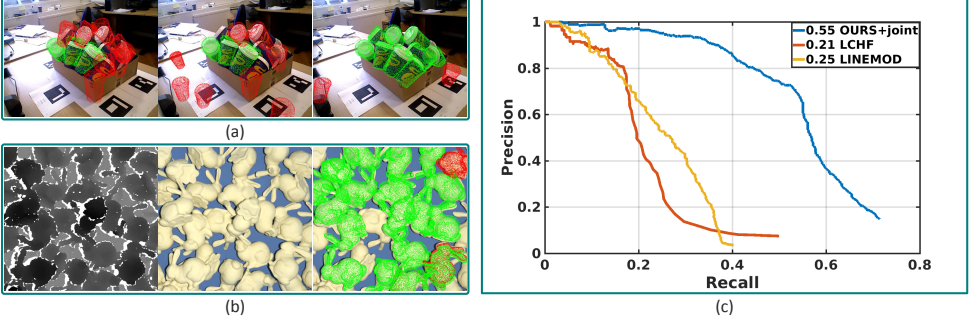 (a)
(b)
1
0.8
0.6
0.4
0.2
0
Precision
0.55 OURS+joint
0.21 LCHF
0.25 LINEMOD
0
0.2
0.4
0.6
0.8
Recall
(c)